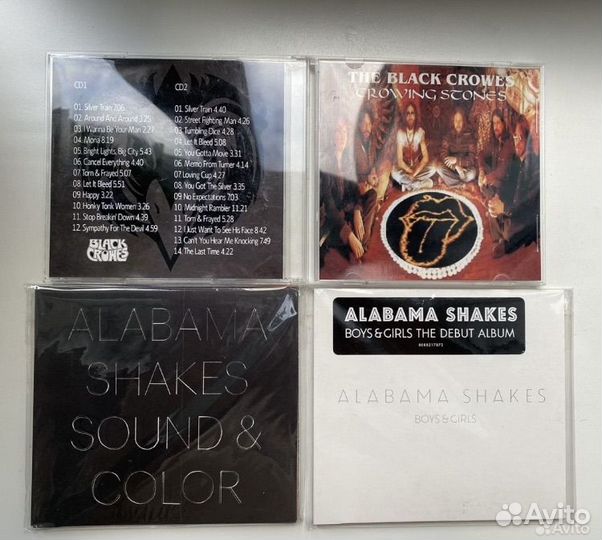 CD1
01. Silver Train 7.06
02. Around And Around 3.25
03. I Wanna Be Your Man 2.27
04. Mona 8.19
05. Bright Lights, Big City 5.43
06. Cancel Everything 4.40
07. Torn & Frayed 5.08
08. Let It Bleed 5.51
09. Happy 3.22
10. Honky Tonk Women 3.26
11. Stop Breakin' Down 4.39
12. Sympathy For The Devil 4.59
BLACK
CROWES
CD2
01. Silver Train 4.40
02. Street Fighting Man 4.26
03. Tumbling Dice 4.28
04. Let It Bleed 5.08
05. You Gotta Move 3.31
06. Memo From Turner 4.14
07. Loving Cup 4.27
08. You Got The Silver 3.35
09. No Expectations 7.03
10. Midnight Rambler 11.21
11. Torn & Frayed 5.28
12. I Just Want To See His Face 8.42
13. Can't You Hear Me Knocking 7.49
14. The Last Time 4.22
THE BLACK CROWES
CROWING STONES
ALABAMA
SHAKES
SOUND &
COLOR
ALABAMA SHAKES
BOYS & GIRLS THE DEBUT ALBUM
ALABAMA SHAKES
BOYS & GIRLS
Avito